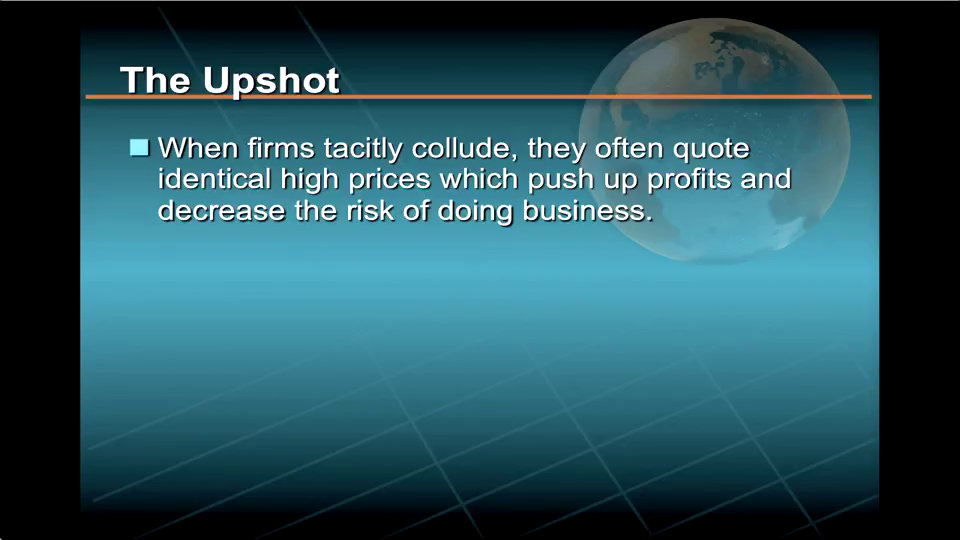 The Upshot
When firms tacitly collude, they often quote
identical high prices which push up profits and
decrease the risk of doing business.